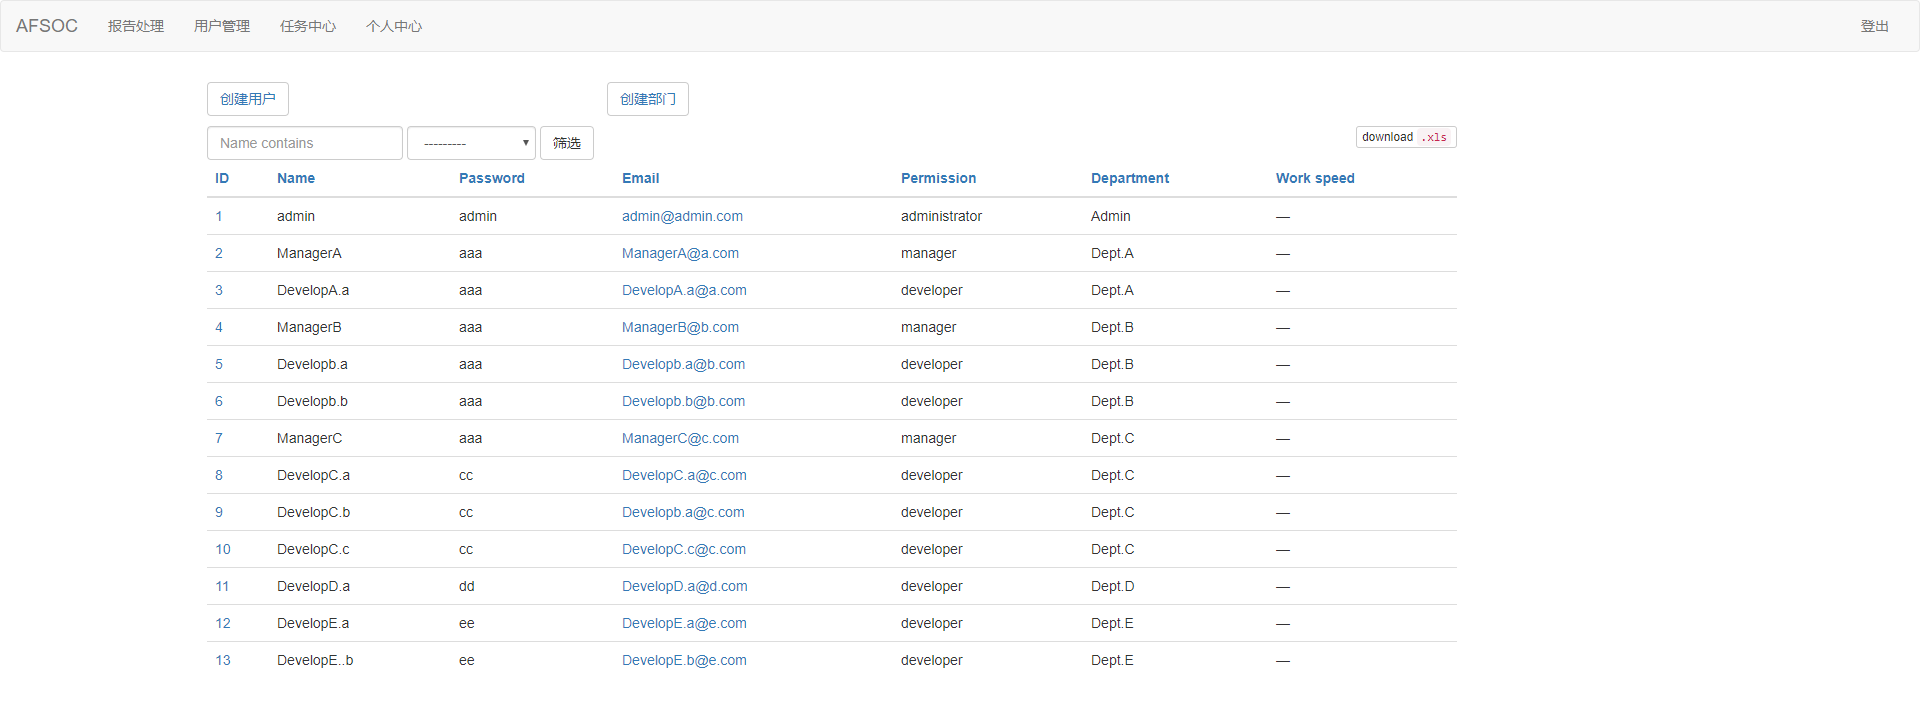 AFSOC 报告处理 用户管理 任务中心 个人中心 登出
创建用户 创建部门
Name contains --------- 筛选 download .xls
ID Name Password Email Permission Department Work speed
1 admin admin admin@admin.com administrator Admin —
2 ManagerA aaa ManagerA@a.com manager Dept.A —
3 DevelopA.a aaa DevelopA.a@a.com developer Dept.A —
4 ManagerB aaa ManagerB@b.com manager Dept.B —
5 Developb.a aaa Developb.a@b.com developer Dept.B —
6 Developb.b aaa Developb.b@b.com developer Dept.B —
7 ManagerC aaa ManagerC@c.com manager Dept.C —
8 DevelopC.a cc DevelopC.a@c.com developer Dept.C —
9 DevelopC.b cc Developb.a@c.com developer Dept.C —
10 DevelopC.c cc DevelopC.c@c.com developer Dept.C —
11 DevelopD.a dd DevelopD.a@d.com developer Dept.D —
12 DevelopE.a ee DevelopE.a@e.com developer Dept.E —
13 DevelopE..b ee DevelopE.b@e.com developer Dept.E —